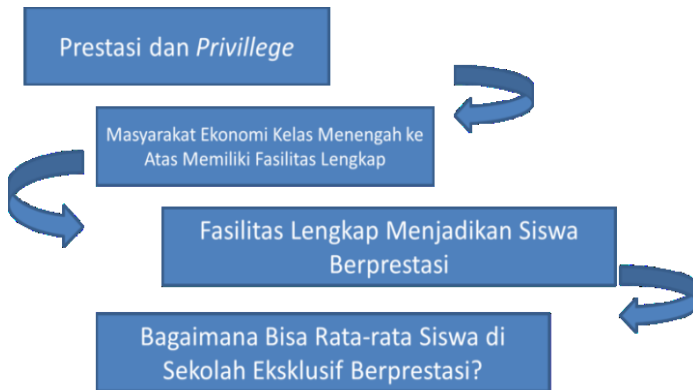 Prestasi dan Privillege
Masyarakat Ekonomi Kelas Menengah ke
Atas Memiliki Fasilitas Lengkap
Fasilitas Lengkap Menjadikan Siswa
Berprestasi
Bagaimana Bisa Rata-rata Siswa di
Sekolah Eksklusif Berprestasi?